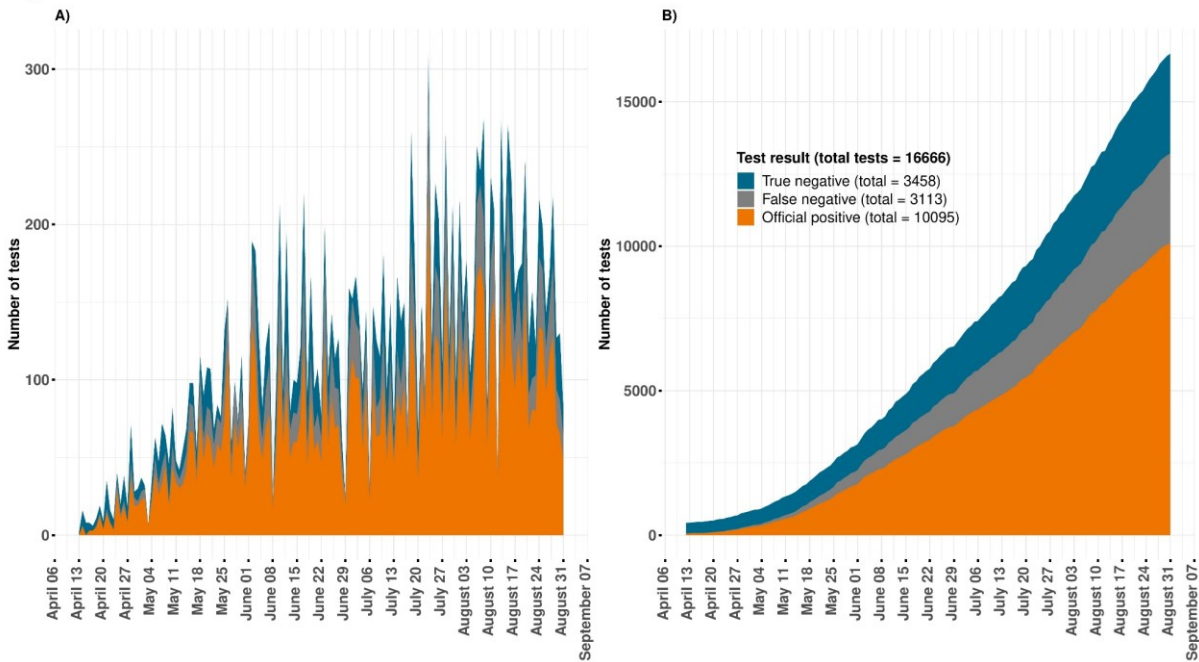 A)
Number of tests
300
200
100
0
April 06
April 13
April 20
April 27
May 04
May 11
May 18
May 25
June 01
June 08
June 15
June 22
June 29
July 06
July 13
July 20
July 27
August 03
August 10
August 17
August 24
August 31
September 07
B)
Number of tests
15000
10000
5000
0
Test result (total tests = 16666)
True negative (total = 3458)
False negative (total = 3113)
Official positive (total = 10095)
April 06
April 13
April 20
April 27
May 04
May 11
May 18
May 25
June 01
June 08
June 15
June 22
June 29
July 06
July 13
July 20
July 27
August 03
August 10
August 17
August 24
August 31
September 07